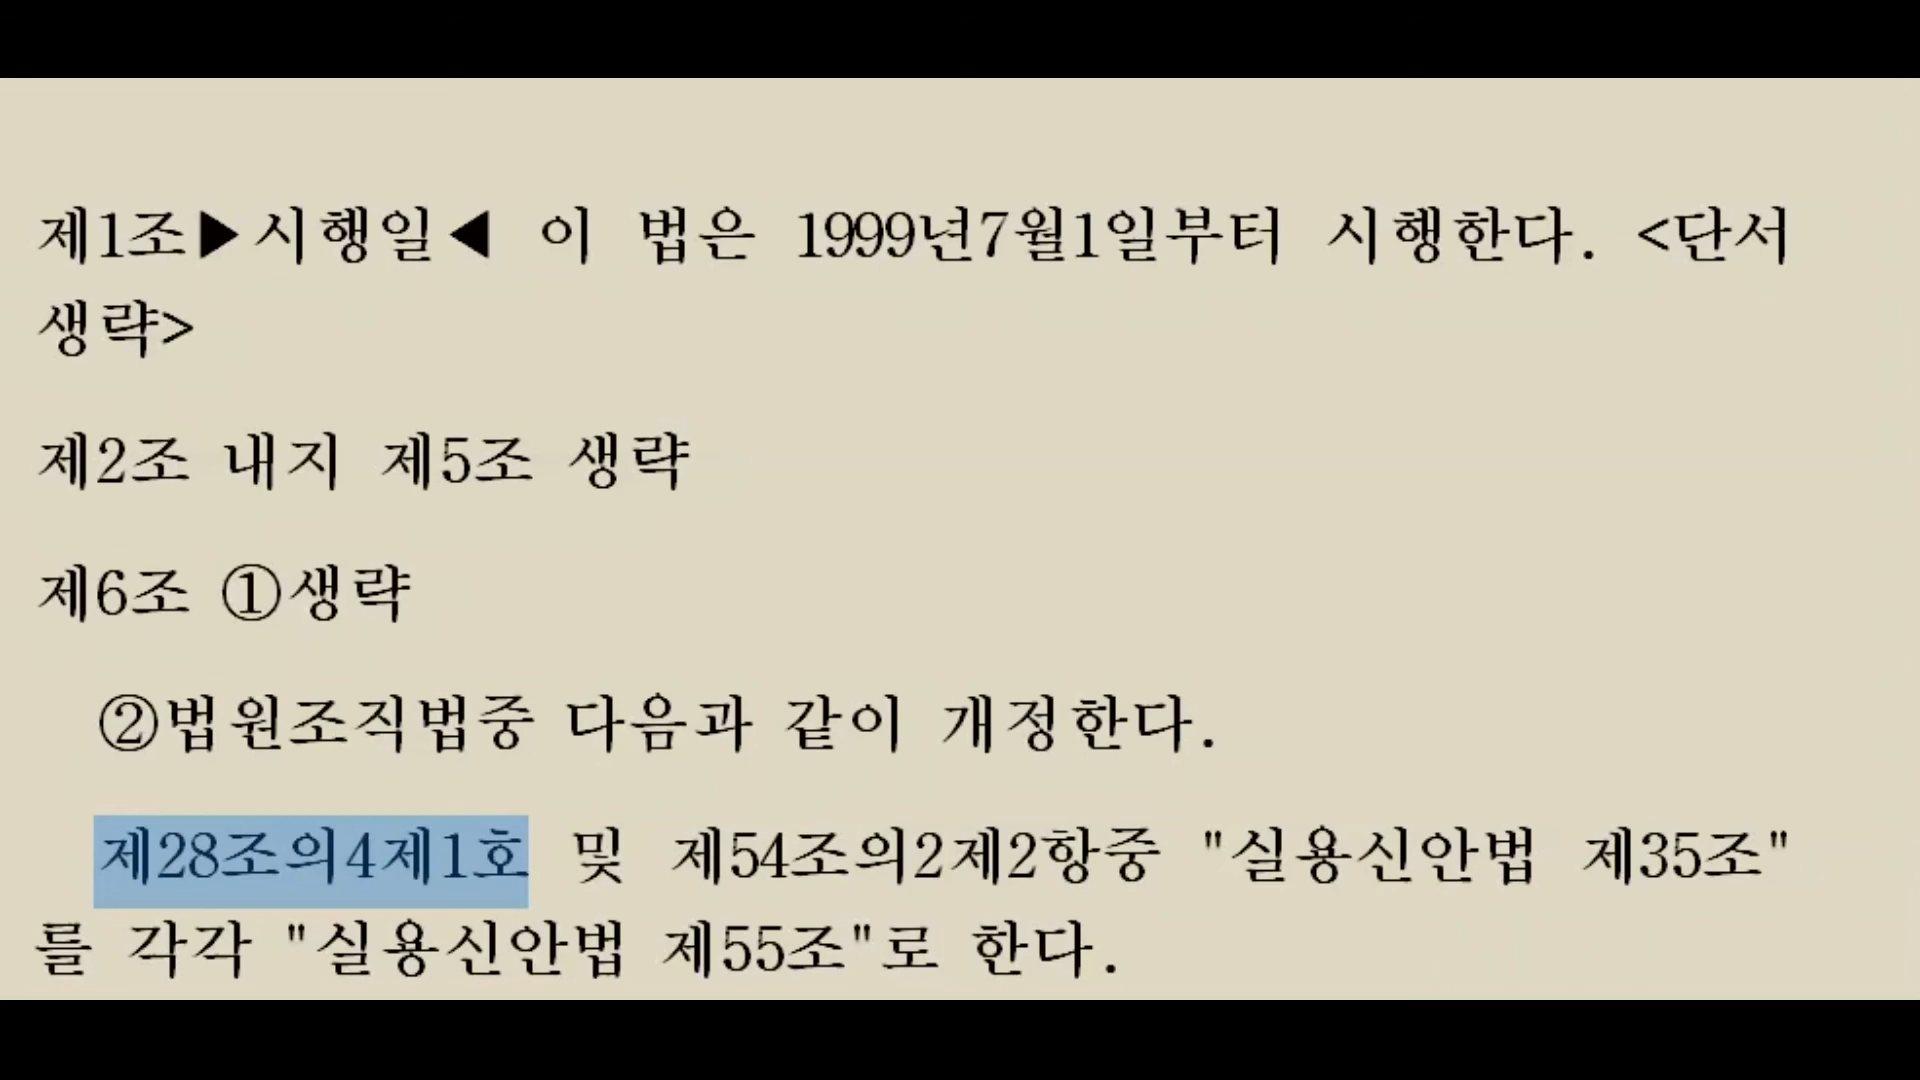 제1조▶시행일◀ 이 법은 1999년7월1일부터 시행한다. <단서
생략>
제2조 내지 제5조 생략
제6조 ①생략
②법원조직법중 다음과 같이 개정한다.
제28조의4제1호 및 제54조의2제2항중 "실용신안법 제35조"
를 각각 "실용신안법 제55조"로 한다.